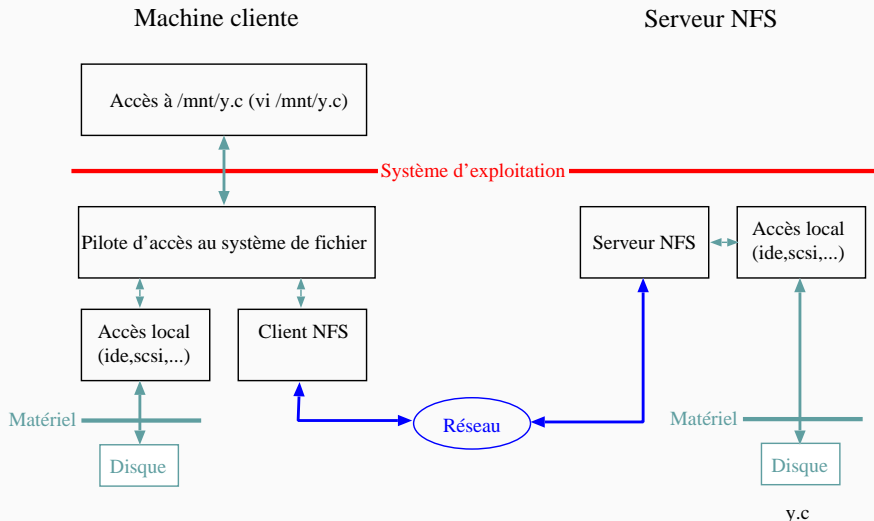 Machine cliente
Serveur NFS
Accès à /mnt/y.c (vi /mnt/y.c)
Système d’exploitation
Pilote d’accès au système de fichier
Serveur NFS
Accès local
(ide,scsi,...)
Accès local
(ide,scsi,...)
Client NFS
Matériel
Réseau
Matériel
Disque
Disque
y.c